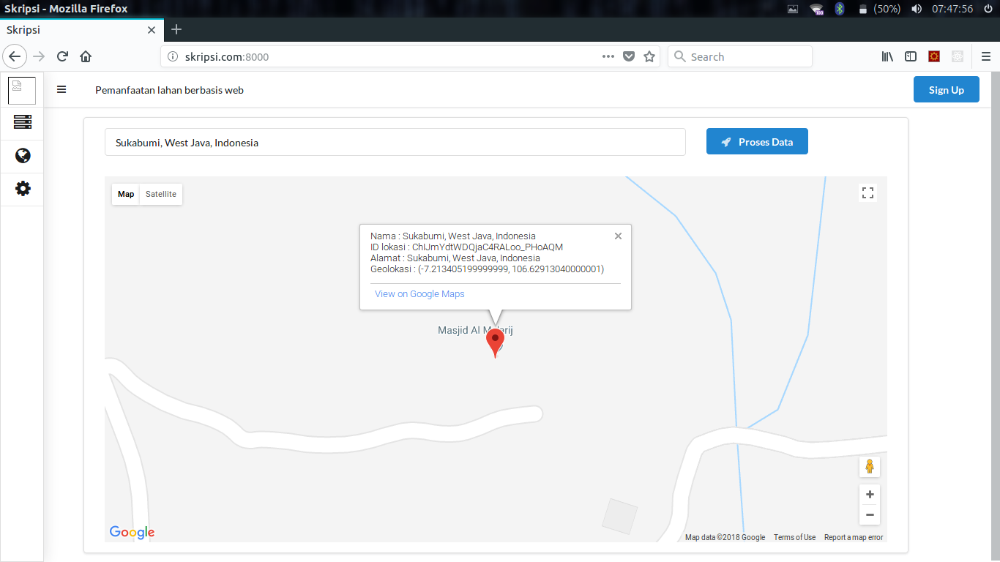 Skripsi - Mozilla Firefox
100
(50%)
07:47:56
Skripsi
skripsi.com:8000
Search
Pemanfaatan lahan berbasis web
Sign Up
Sukabumi, West Java, Indonesia
Proses Data
Map
Satellite
Nama : Sukabumi, West Java, Indonesia
ID lokasi : ChIJmYdtWDQjaC4RALoo_PHoAQM
Alamat : Sukabumi, West Java, Indonesia
Geolokasi : (-7.213405199999999, 106.62913040000001)
View on Google Maps
Masjid Al
Google
Map data ©2018 Google
Terms of Use
Report a map error